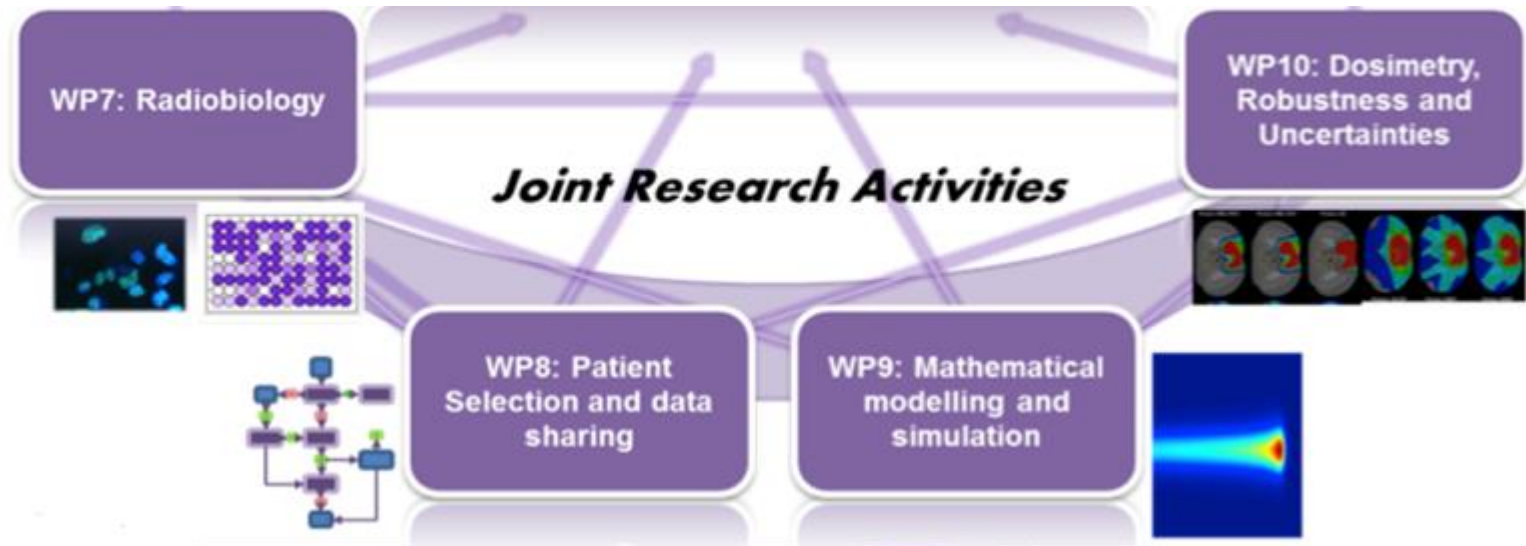 WP7: Radiobiology
WP10: Dosimetry,
Robustness and
Uncertainties
Joint Research Activities
WP8: Patient
Selection and data
sharing
WP9: Mathematical
modelling and
simulation